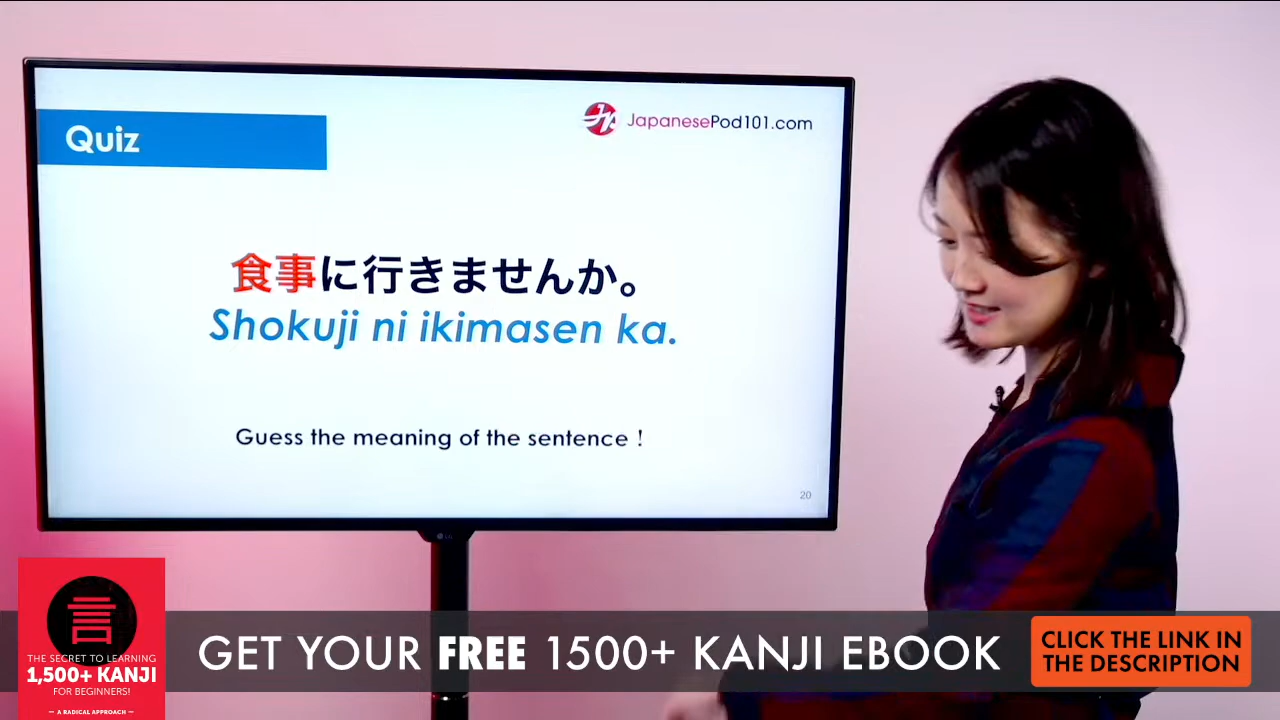 Quiz
JapanesePod101.com
食事に行きませんか。
Shokuji ni ikimasen ka.
Guess the meaning of the sentence！
20
LG
言
THE SECRET TO LEARNING
1,500+ KANJI
FOR BEGINNERS!
— A RADICAL APPROACH —
GET YOUR FREE 1500+ KANJI EBOOK
CLICK THE LINK IN
THE DESCRIPTION